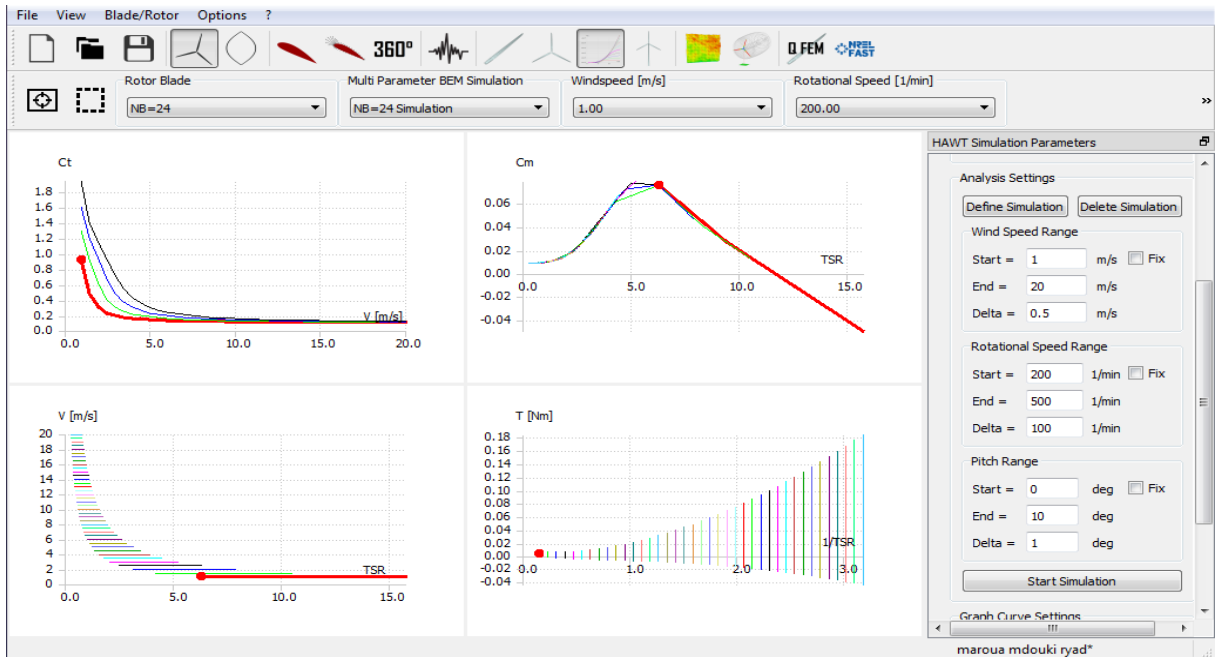 File View Blade/Rotor Options ?
360° Q FEM NREL FAST
Rotor Blade Multi Parameter BEM Simulation Windspeed [m/s] Rotational Speed [1/min]
NB=24 NB=24 Simulation 1.00 200.00 »
Ct
1.8
1.6
1.4
1.2
1.0
0.8
0.6
0.4
0.2
0.0
V [m/s]
0.0 5.0 10.0 15.0 20.0
Cm
0.06
0.04
0.02
0.00
-0.02
-0.04
TSR
0.0 5.0 10.0 15.0
V [m/s]
20
18
16
14
12
10
8
6
4
2
0
TSR
0.0 5.0 10.0 15.0
T [Nm]
0.18
0.16
0.14
0.12
0.10
0.08
0.06
0.04
0.02
0.00
-0.02
-0.04
1/TSR
0.0 1.0 2.0 3.0
HAWT Simulation Parameters
Analysis Settings
Define Simulation Delete Simulation
Wind Speed Range
Start = 1 m/s Fix
End = 20 m/s
Delta = 0.5 m/s
Rotational Speed Range
Start = 200 1/min Fix
End = 500 1/min
Delta = 100 1/min
Pitch Range
Start = 0 deg Fix
End = 10 deg
Delta = 1 deg
Start Simulation
Graph Curve Settings
maroua mdouki ryad*